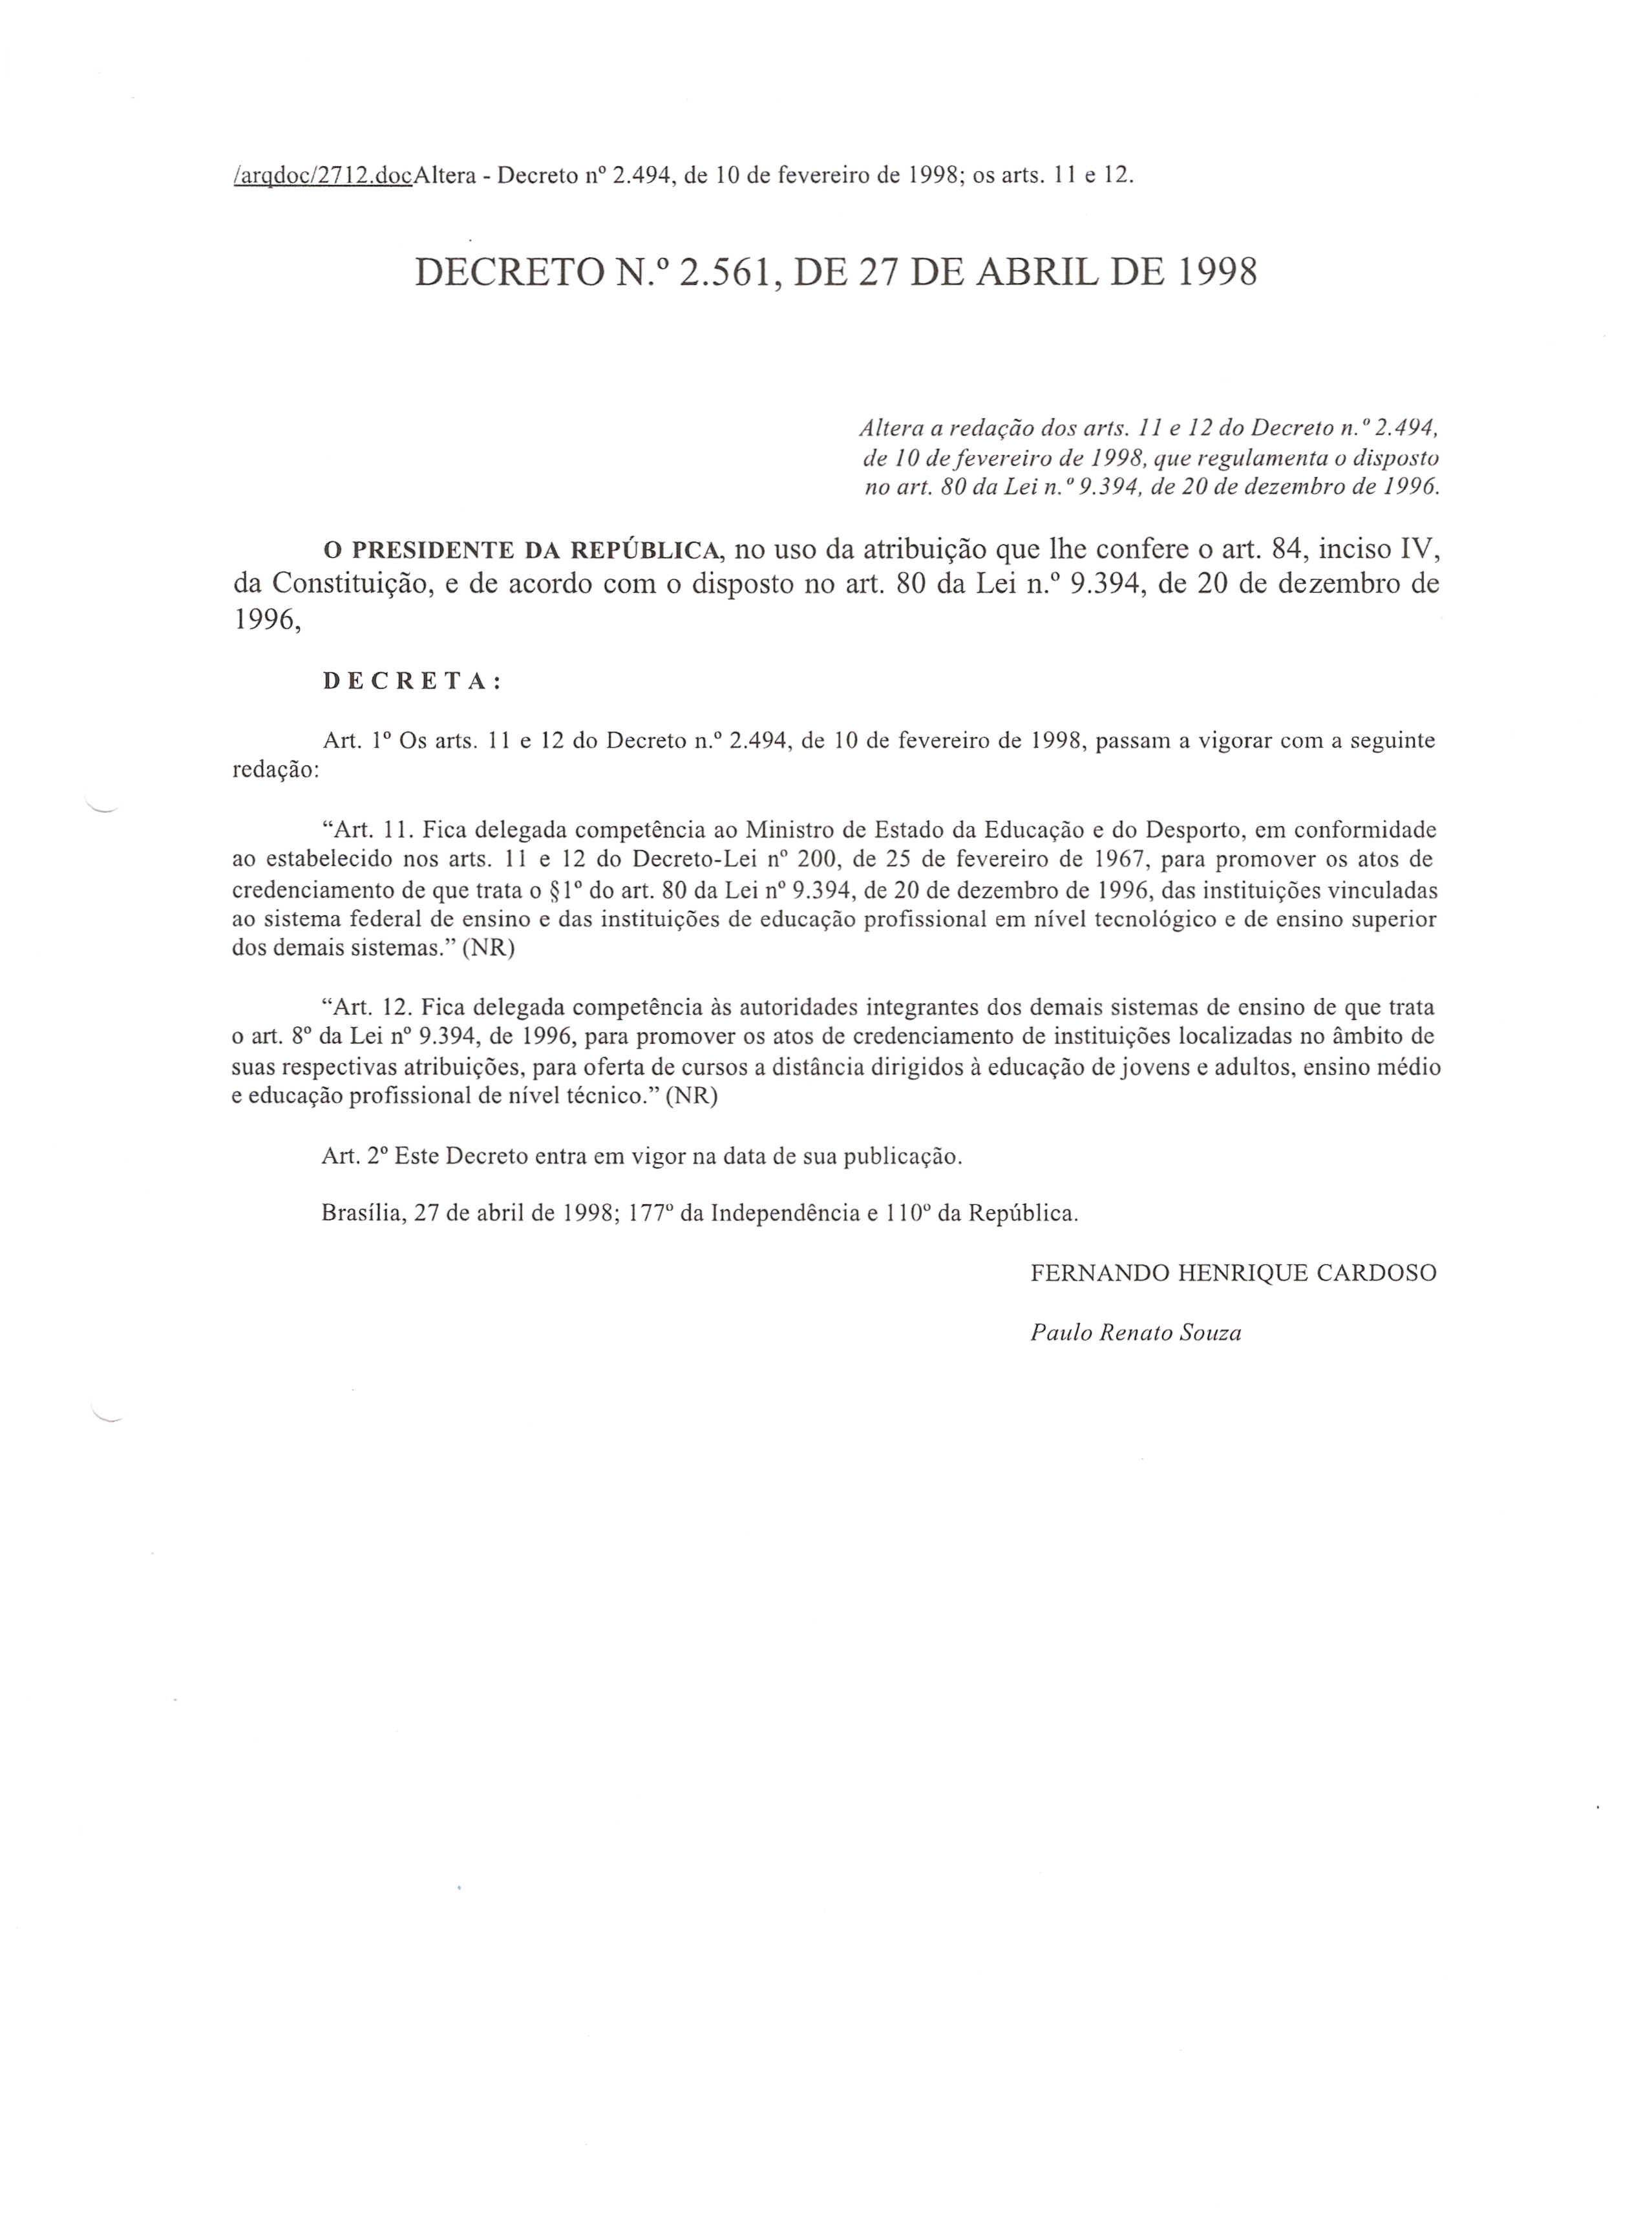 /arqdoc/2712.docAltera - Decreto nº 2.494, de 10 de fevereiro de 1998; os arts. 11 e 12.
DECRETO N.º 2.561, DE 27 DE ABRIL DE 1998
Altera a redação dos arts. 11 e 12 do Decreto n.º 2.494,
de 10 de fevereiro de 1998, que regulamenta o disposto
no art. 80 da Lei n.º 9.394, de 20 de dezembro de 1996.
O PRESIDENTE DA REPÚBLICA, no uso da atribuição que lhe confere o art. 84, inciso IV,
da Constituição, e de acordo com o disposto no art. 80 da Lei n.º 9.394, de 20 de dezembro de
1996,
D E C R E T A :
Art. 1º Os arts. 11 e 12 do Decreto n.º 2.494, de 10 de fevereiro de 1998, passam a vigorar com a seguinte
redação:
“Art. 11. Fica delegada competência ao Ministro de Estado da Educação e do Desporto, em conformidade
ao estabelecido nos arts. 11 e 12 do Decreto-Lei nº 200, de 25 de fevereiro de 1967, para promover os atos de
credenciamento de que trata o §1º do art. 80 da Lei nº 9.394, de 20 de dezembro de 1996, das instituições vinculadas
ao sistema federal de ensino e das instituições de educação profissional em nível tecnológico e de ensino superior
dos demais sistemas.” (NR)
“Art. 12. Fica delegada competência às autoridades integrantes dos demais sistemas de ensino de que trata
o art. 8º da Lei nº 9.394, de 1996, para promover os atos de credenciamento de instituições localizadas no âmbito de
suas respectivas atribuições, para oferta de cursos a distância dirigidos à educação de jovens e adultos, ensino médio
e educação profissional de nível técnico.” (NR)
Art. 2º Este Decreto entra em vigor na data de sua publicação.
Brasília, 27 de abril de 1998; 177º da Independência e 110º da República.
FERNANDO HENRIQUE CARDOSO
Paulo Renato Souza